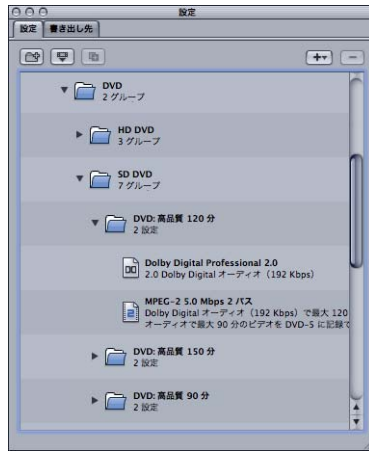 設定
設定 書き出し先
DVD
2 グループ
HD DVD
3 グループ
SD DVD
7 グループ
DVD: 高品質 120 分
2 設定
Dolby Digital Professional 2.0
2.0 Dolby Digital オーディオ（192 Kbps）
MPEG-2 5.0 Mbps 2 パス
Dolby Digital オーディオ（192 Kbps）で最大 120
オーディオで最大 90 分のビデオを DVD-5 に記録て
DVD: 高品質 150 分
2 設定
DVD: 高品質 90 分
2 設定